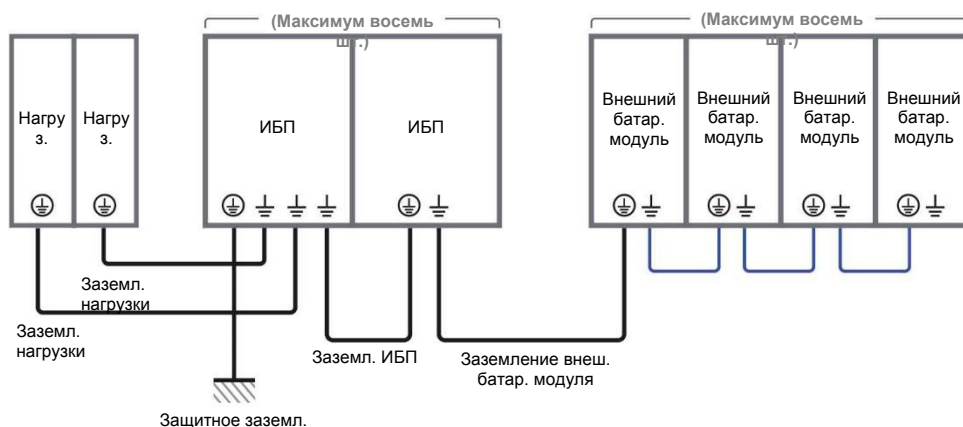 (Максимум восемь
шт.)
(Максимум восемь
шт.)
Нагру
з.
Нагру
з.
ИБП
ИБП
Внешний
батар.
модуль
Внешний
батар.
модуль
Внешний
батар.
модуль
Внешний
батар.
модуль
Заземл.
нагрузки
Заземл.
нагрузки
Заземл. ИБП
Заземление внеш.
батар. модуля
Защитное заземл.